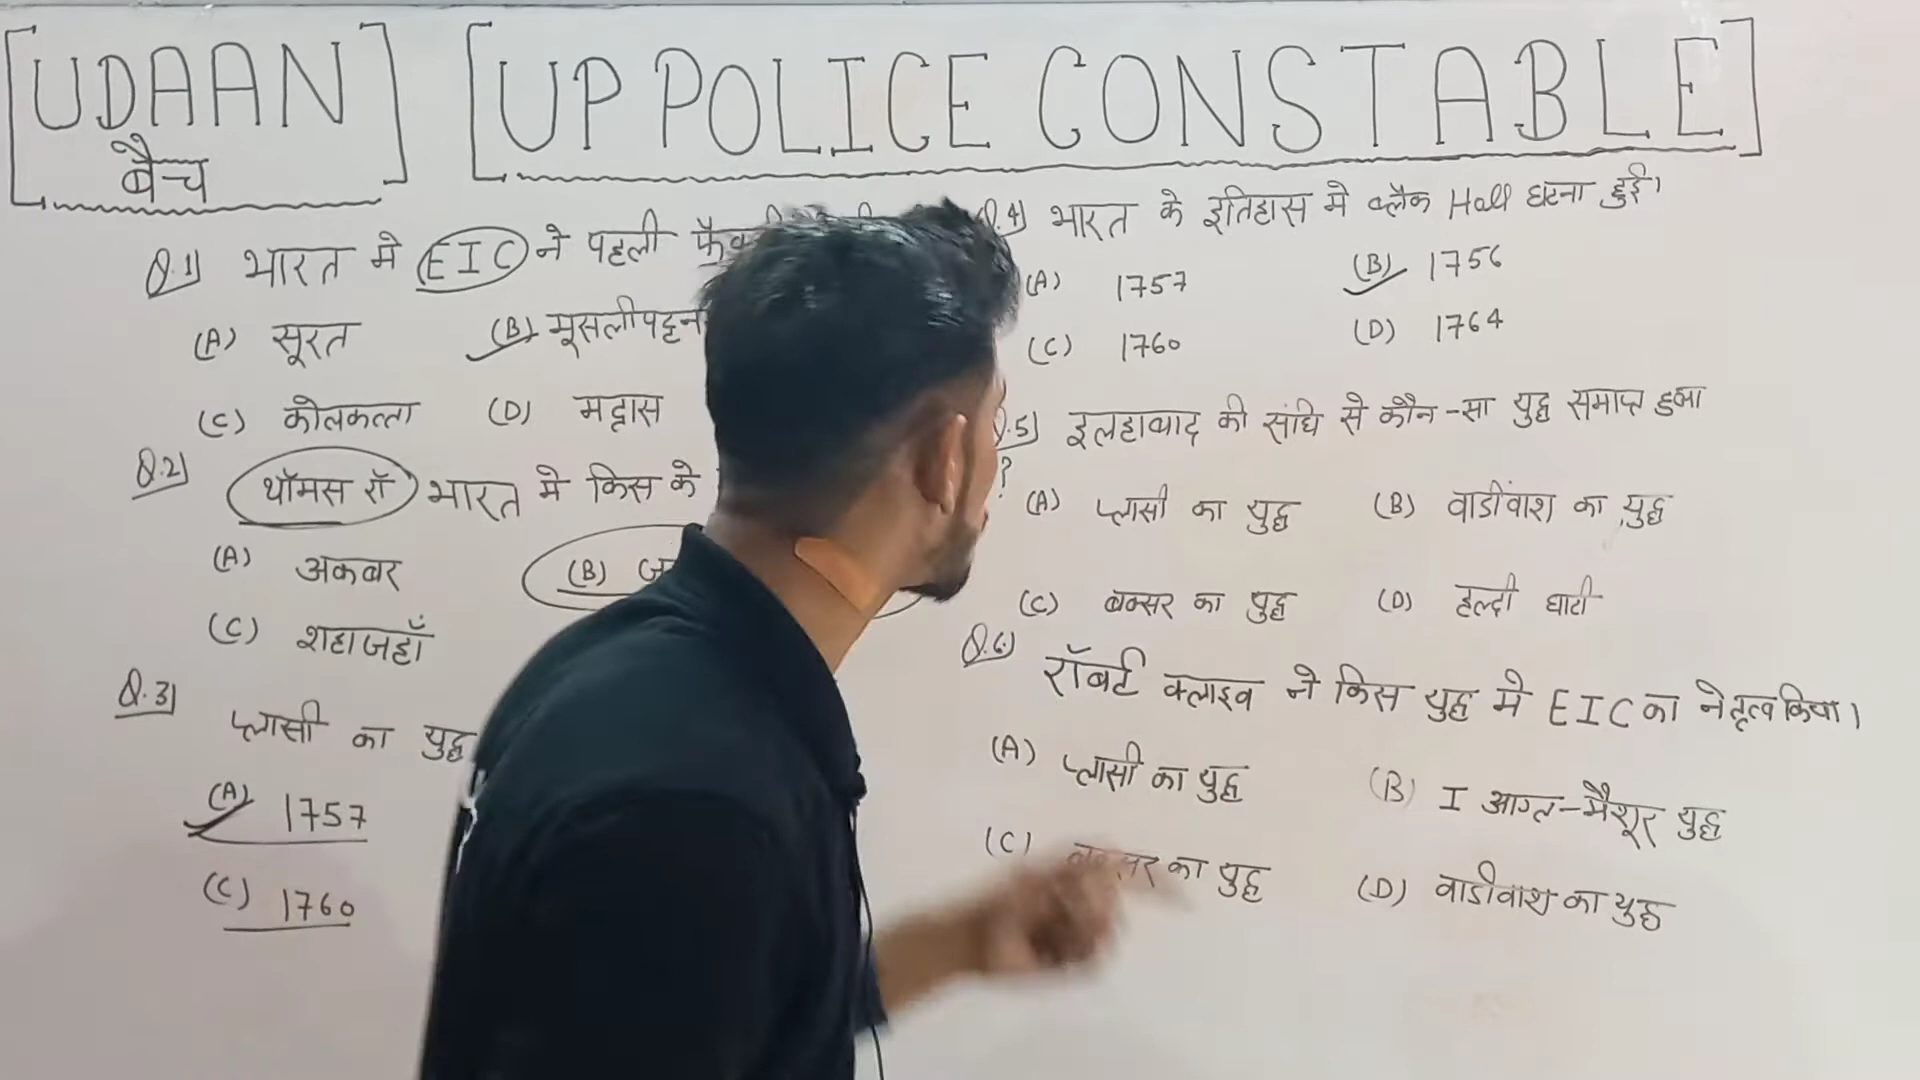 [UDAAN] [UP POLICE CONSTABLE]
बैच
Q.1) भारत मे EIC ने पहली
(A) सूरत (B) मूसलीपट्टन
(C) कोलकत्ता (D) मद्रास
Q.2) थॉमस रॉ भारत मे किस के
(A) अकबर (B)
(C) शहाजहाँ
Q.3) प्लासी का युद्ध
(A) 1757
(C) 1760
Q.4) भारत के इतिहास मे ब्लैक Hall घटना हुई।
(A) 1757 (B) 1756
(C) 1760 (D) 1764
Q.5) इलहाबाद की संधि से कौन-सा युद्ध समाप्त हुआ
?
(A) प्लासी का युद्ध (B) वाडीवाश का युद्ध
(C) बक्सर का युद्ध (D) हल्दी घाटी
Q.6) रॉबर्ट क्लाइव ने किस युद्ध मे EIC का नेतृत्व किया।
(A) प्लासी का युद्ध (B) I आग्ल-मैशूर युद्ध
(C) का युद्ध (D) वाडीवाश का युद्ध